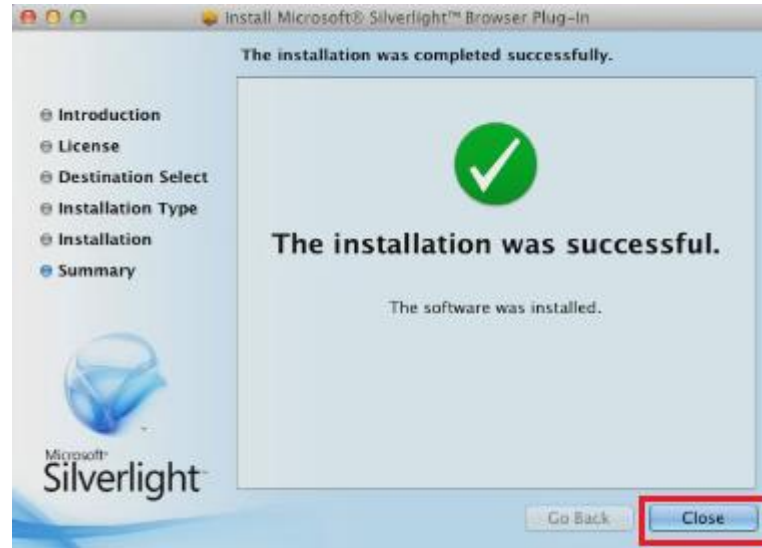 Install Microsoft® Silverlight™ Browser Plug-in
The installation was completed successfully.
Introduction
License
Destination Select
Installation Type
Installation
Summary
The installation was successful.
The software was installed.
Microsoft®
Silverlight™
Go Back
Close